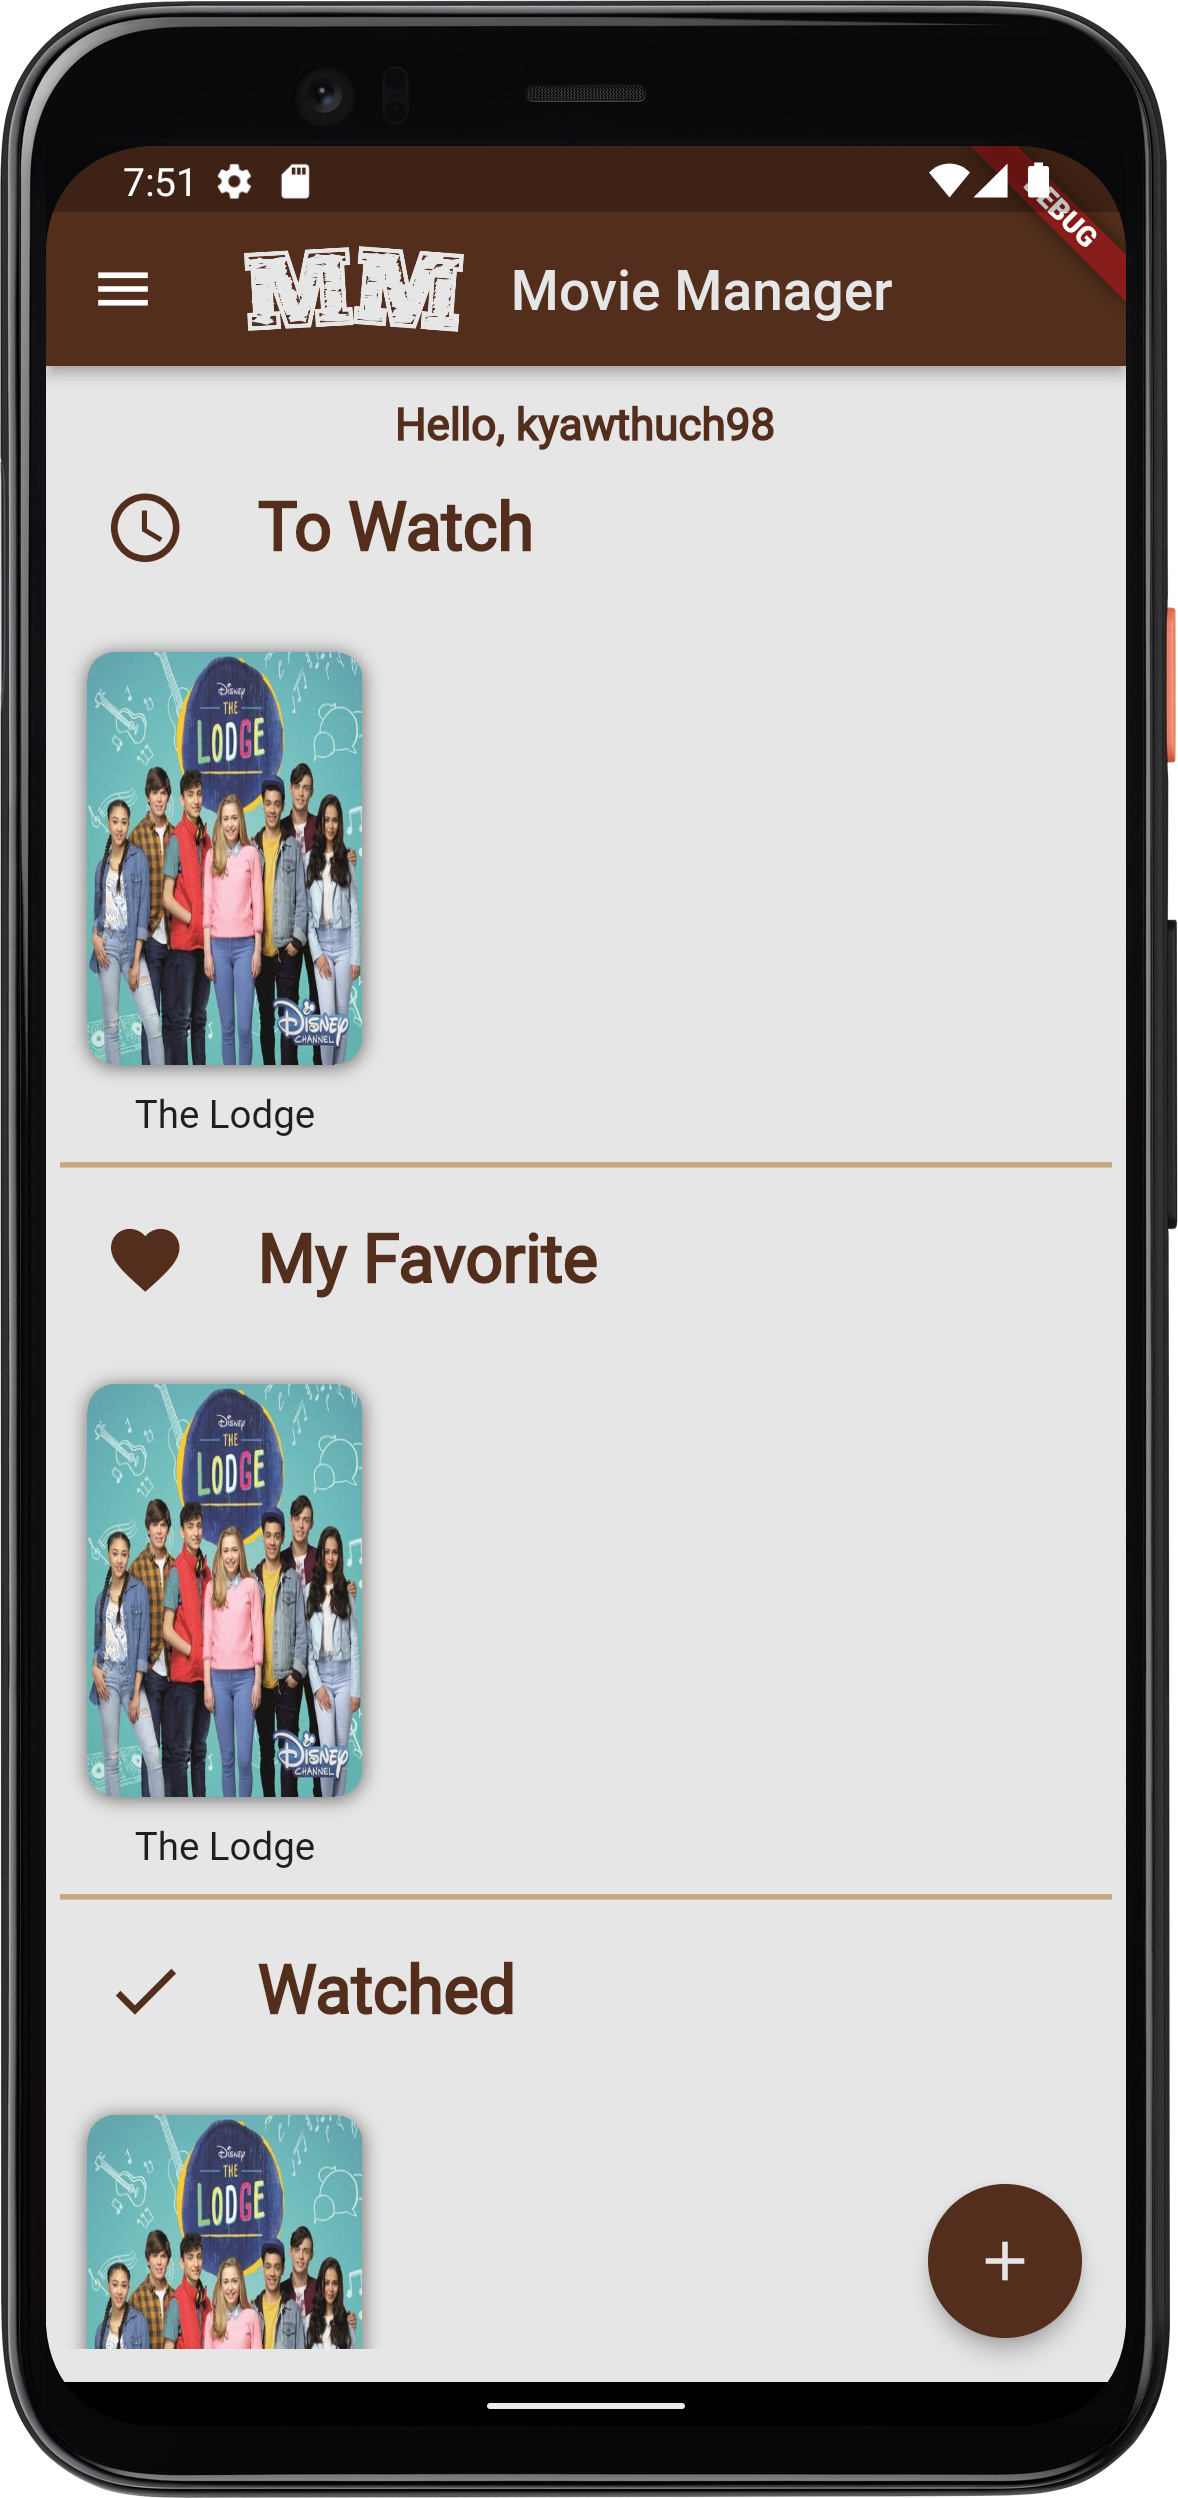 7:51
DEBUG
MM Movie Manager
Hello, kyawthuch98
To Watch
Disney
THE
LODGE
Disney
CHANNEL
The Lodge
My Favorite
Disney
THE
LODGE
Disney
CHANNEL
The Lodge
Watched
Disney
THE
LODGE